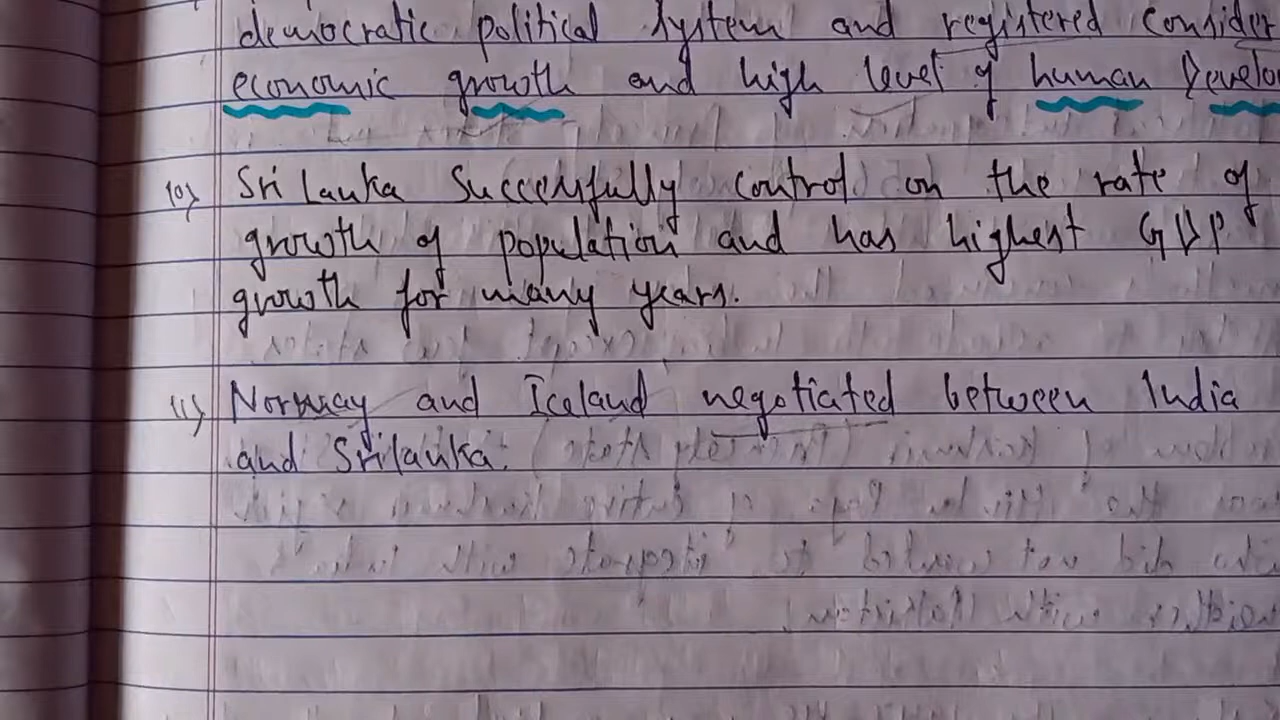 democratic political system and registered consider
economic growth and high level of human Develo
10) Sri Lanka Successfully control on the rate of
growth of population and has highest GDP
growth for many years.
11) Norway and Iceland negotiated between India
and Srilanka.